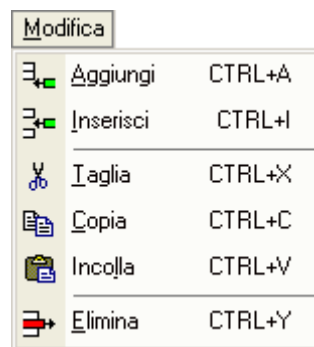 Modifica
Aggiungi CTRL+A
Inserisci CTRL+I
Taglia CTRL+X
Copia CTRL+C
Incolla CTRL+V
Elimina CTRL+Y